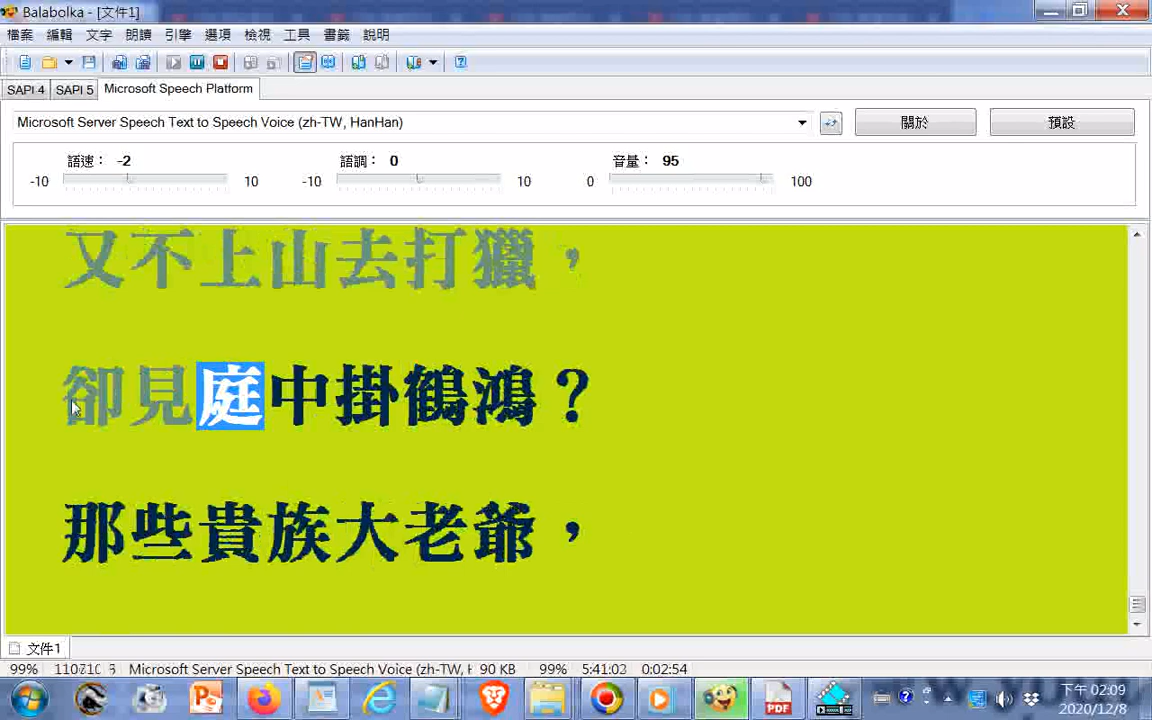 Balabolka - [文件1]
檔案 編輯 文字 朗讀 引擎 選項 檢視 工具 書籤 說明
SAPI 4 SAPI 5 Microsoft Speech Platform
Microsoft Server Speech Text to Speech Voice (zh-TW, HanHan) 關於 預設
語速： -2 語調： 0 音量： 95
-10 10 -10 10 0 100
又不上山去打獵，
卻見庭中掛鶴鴻？
那些貴族大老爺，
文件1
99% Microsoft Server Speech Text to Speech Voice (zh-TW, H 90 KB 99% 5:41:02 0:02:54
PDF
下午 02:09
2020/12/8